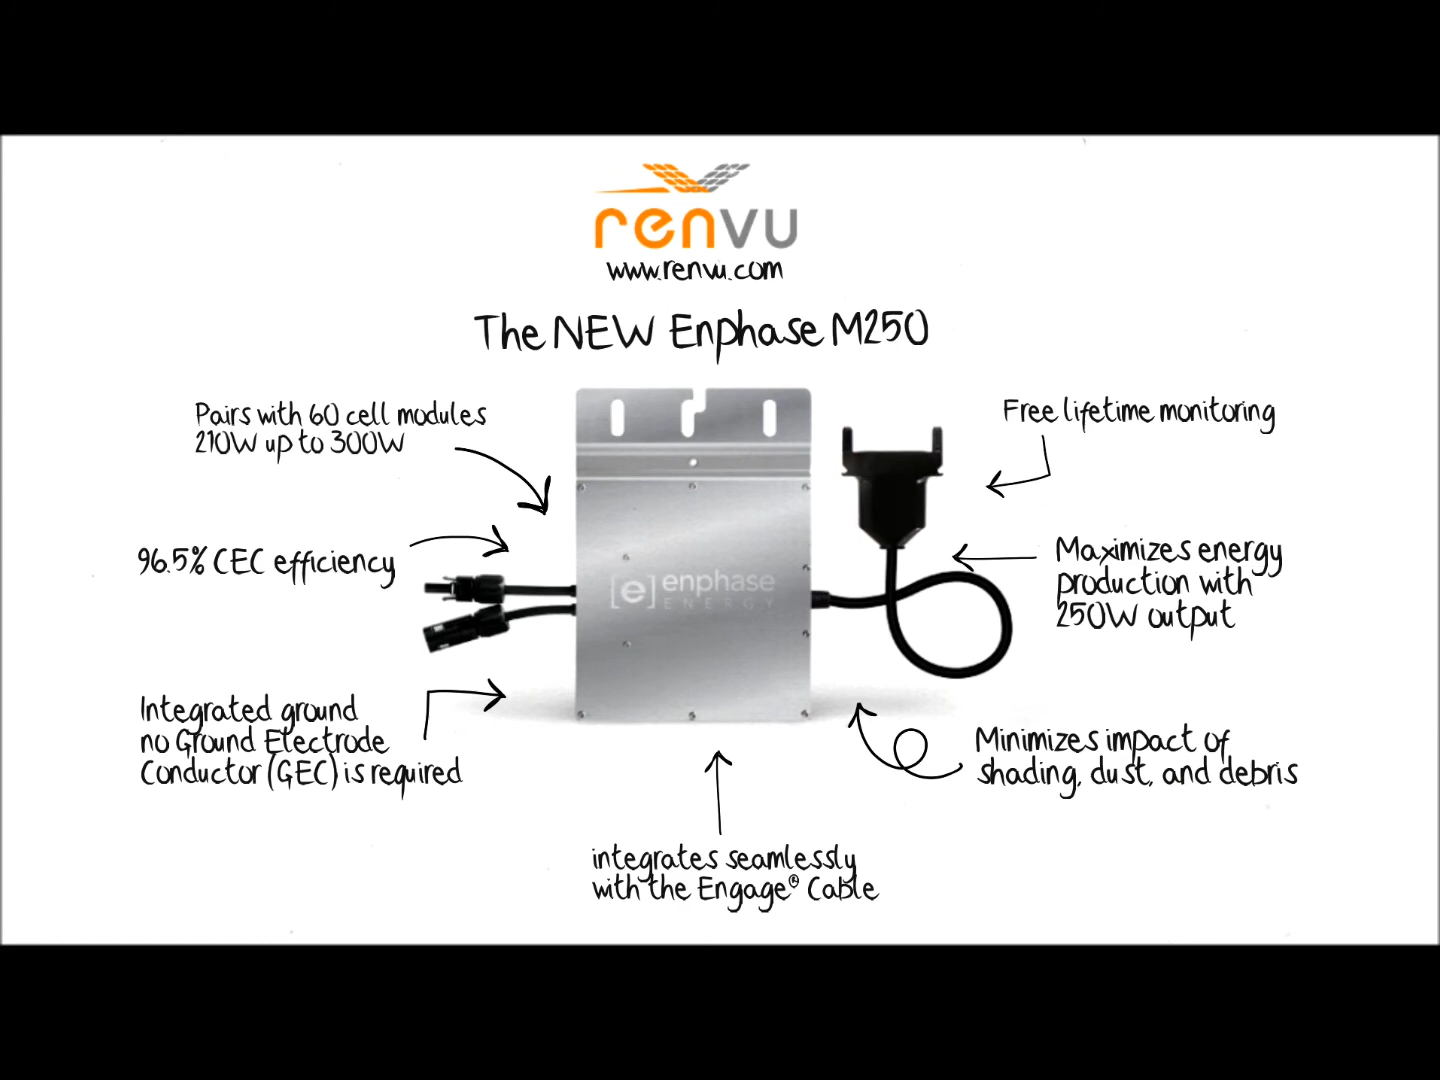 renvu
www.renvu.com
The NEW Enphase M250
Pairs with 60 cell modules
210W up to 300W
Free lifetime monitoring
96.5% CEC efficiency
Maximizes energy
production with
250W output
[e] enphase
ENERGY
Integrated ground
no Ground Electrode
Conductor (GEC) is required
Minimizes impact of
shading, dust, and debris
integrates seamlessly
with the Engage® Cable